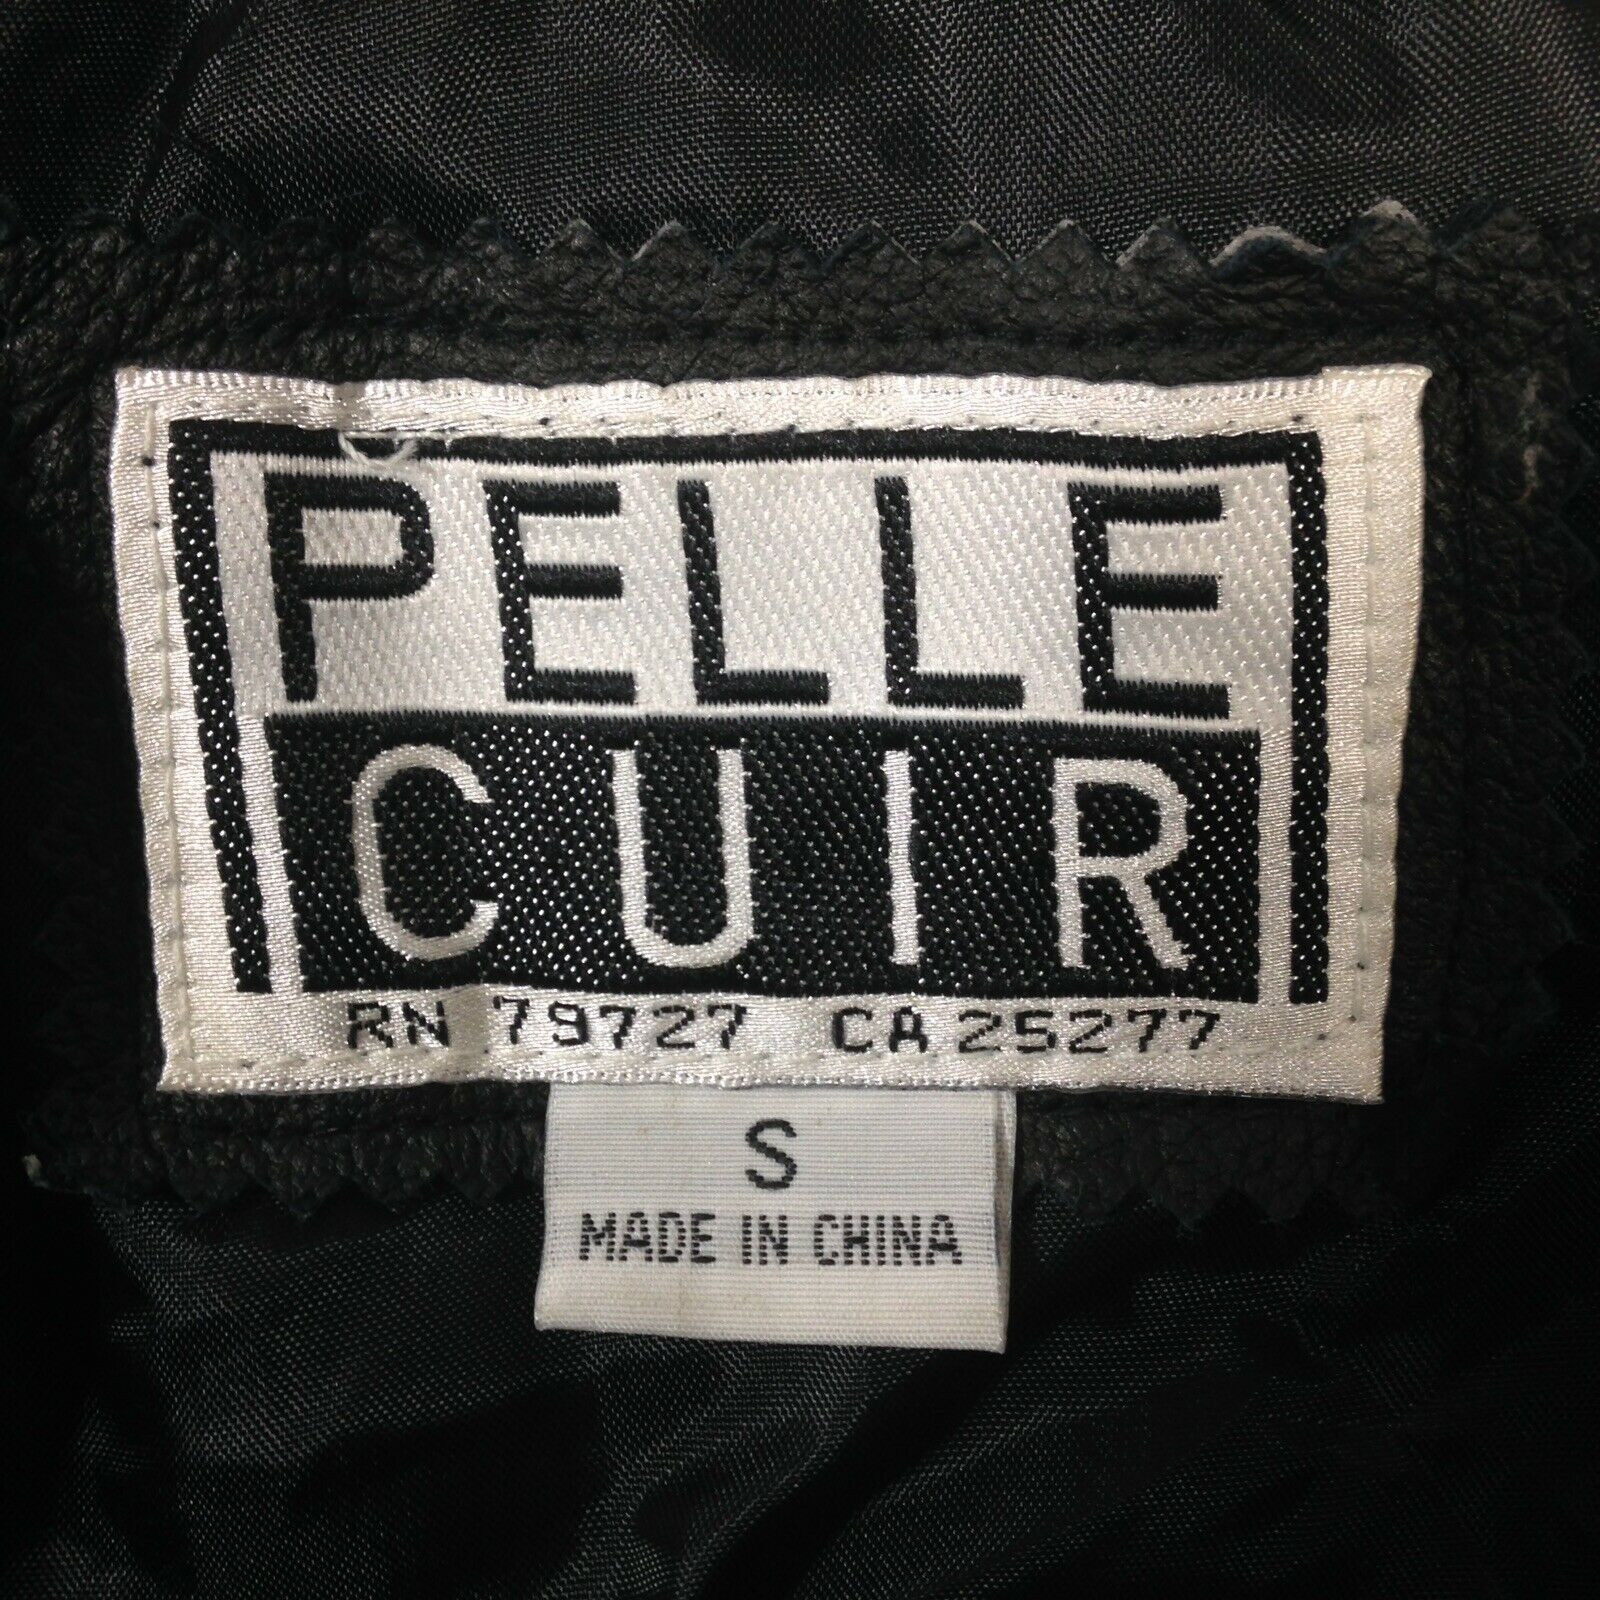 PELLE
CUIR
RN 79727 CA 25277
S
MADE IN CHINA